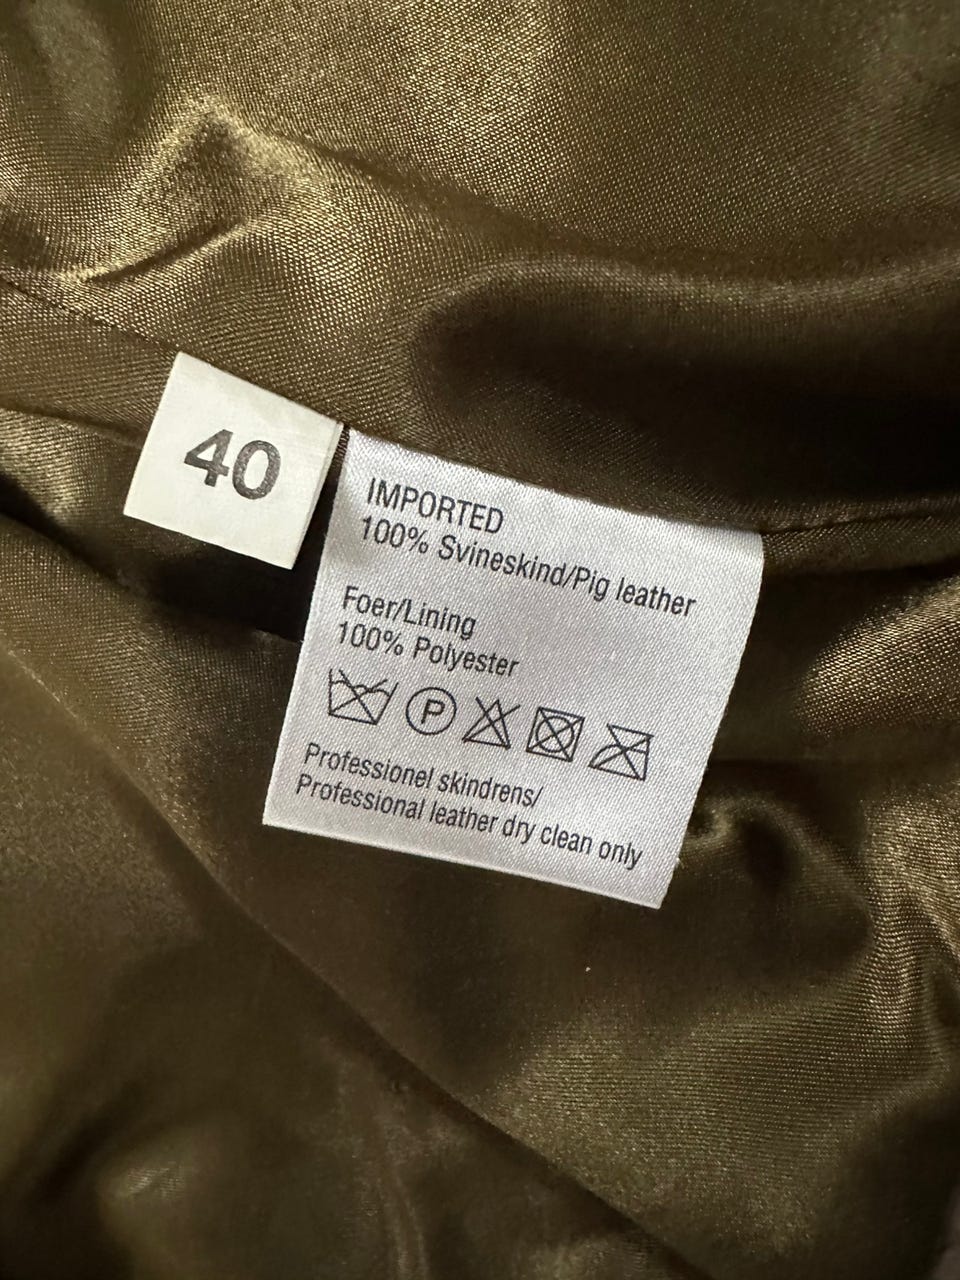 40
IMPORTED
100% Svineskind/Pig leather
Foer/Lining
100% Polyester
P
Professionel skindrens/
Professional leather dry clean only